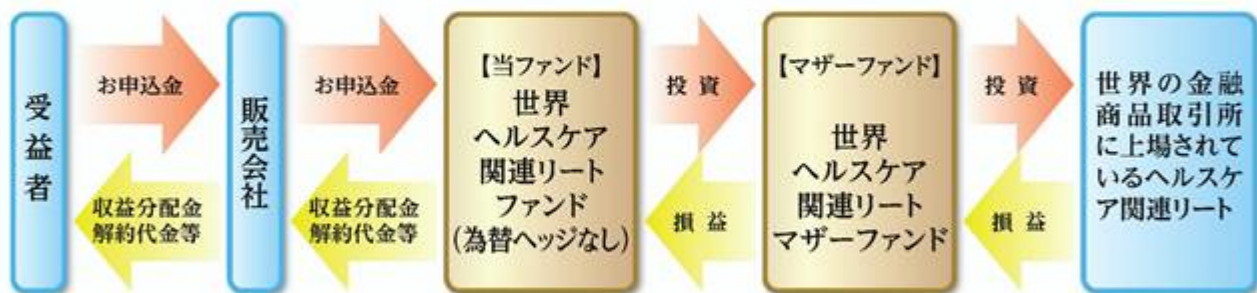 受益者
お申込金
収益分配金
解約代金等
販売会社
お申込金
収益分配金
解約代金等
【当ファンド】
世界
ヘルスケア
関連リート
ファンド
(為替ヘッジなし)
投資
損益
【マザーファンド】
世界
ヘルスケア
関連リート
マザーファンド
投資
損益
世界の金融
商品取引所
に上場されて
いるヘルスケ
ア関連リート